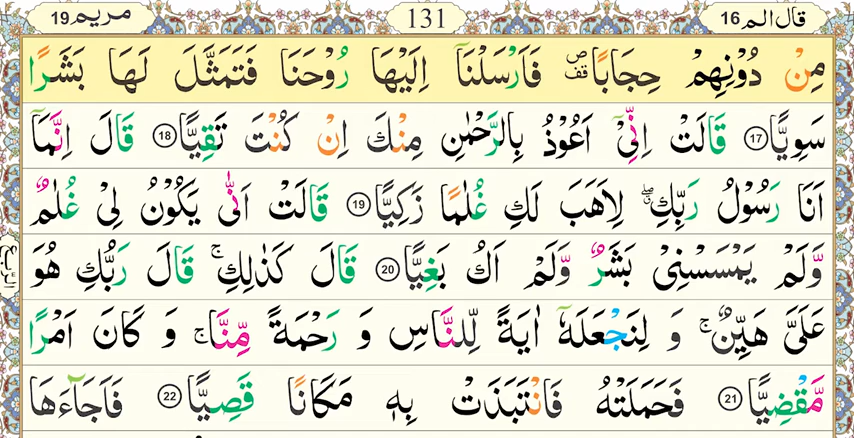 قال الم 16 131 مريم 19
مِنۡ دُوۡنِهِمۡ حِجَابًا ࣞ فَاَرۡسَلۡنَاۤ اِلَيۡهَا رُوۡحَنَا فَتَمَثَّلَ لَهَا بَشَرًا
سَوِيًّا 17 قَالَتۡ اِنِّىۡۤ اَعُوۡذُ بِالرَّحۡمٰنِ مِنۡكَ اِنۡ كُنۡتَ تَقِيًّا 18 قَالَ اِنَّمَاۤ
اَنَا رَسُوۡلُ رَبِّكِ ۖ لِاَهَبَ لَكِ غُلٰمًا زَكِيًّا 19 قَالَتۡ اَنّٰى يَكُوۡنُ لِىۡ غُلٰمٌ
وَّلَمۡ يَمۡسَسۡنِىۡ بَشَرٌ وَّلَمۡ اَكُ بَغِيًّا 20 قَالَ كَذٰلِكِ‌ ۚ قَالَ رَبُّكِ هُوَ
عَلَىَّ هَيِّنٌ‌ ۚ وَ لِنَجۡعَلَهٗۤ اٰيَةً لِّلنَّاسِ وَ رَحۡمَةً مِّنَّا‌ ۚ وَ كَانَ اَمۡرًا
مَّقۡضِيًّا 21 فَحَمَلَتۡهُ فَانْتَبَذَتۡ بِهٖ مَكَانًا قَصِيًّا 22 فَاَجَآءَهَا